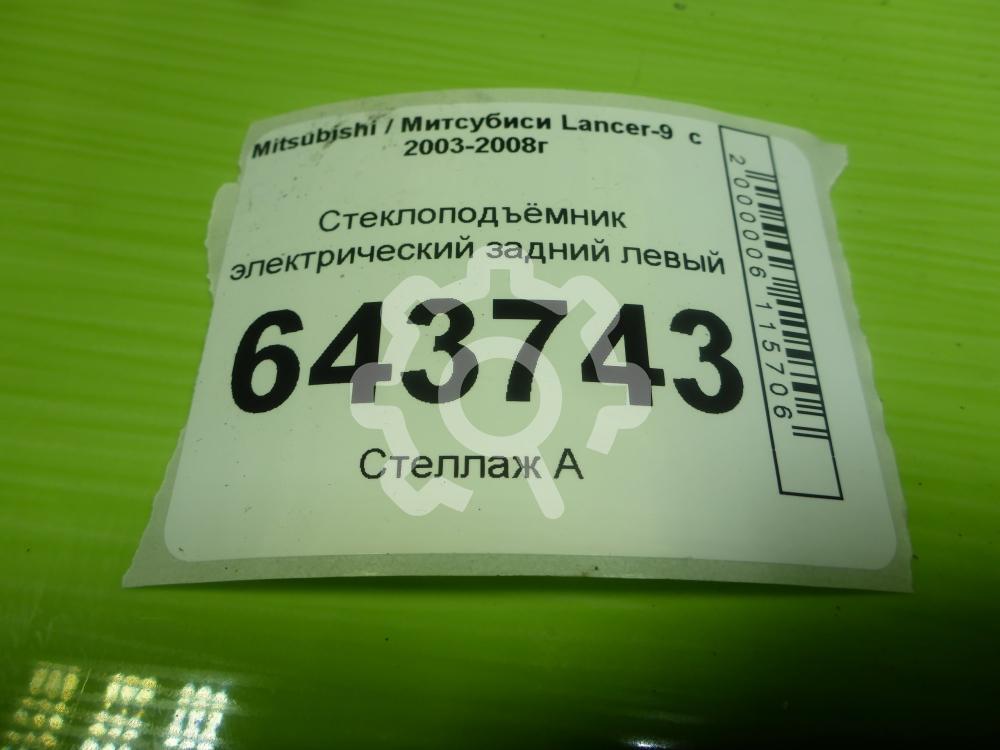 Mitsubishi / Митсубиси Lancer-9 с
2003-2008г
Стеклоподъёмник
электрический задний левый
643743
Стеллаж А
2000006115706